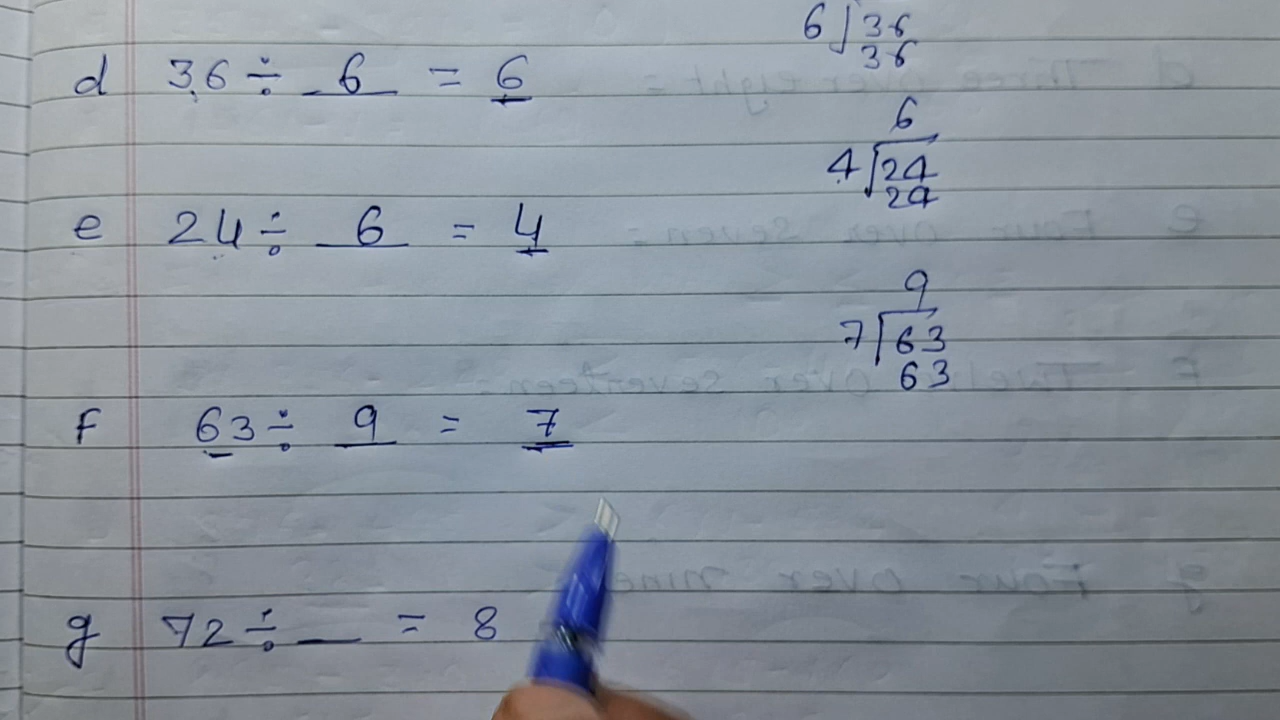 6 36
36
d 36 ÷ 6 = 6
6
4 24
24
e 24 ÷ 6 = 4
9
7 63
63
f 63 ÷ 9 = 7
g 72 ÷ __ = 8